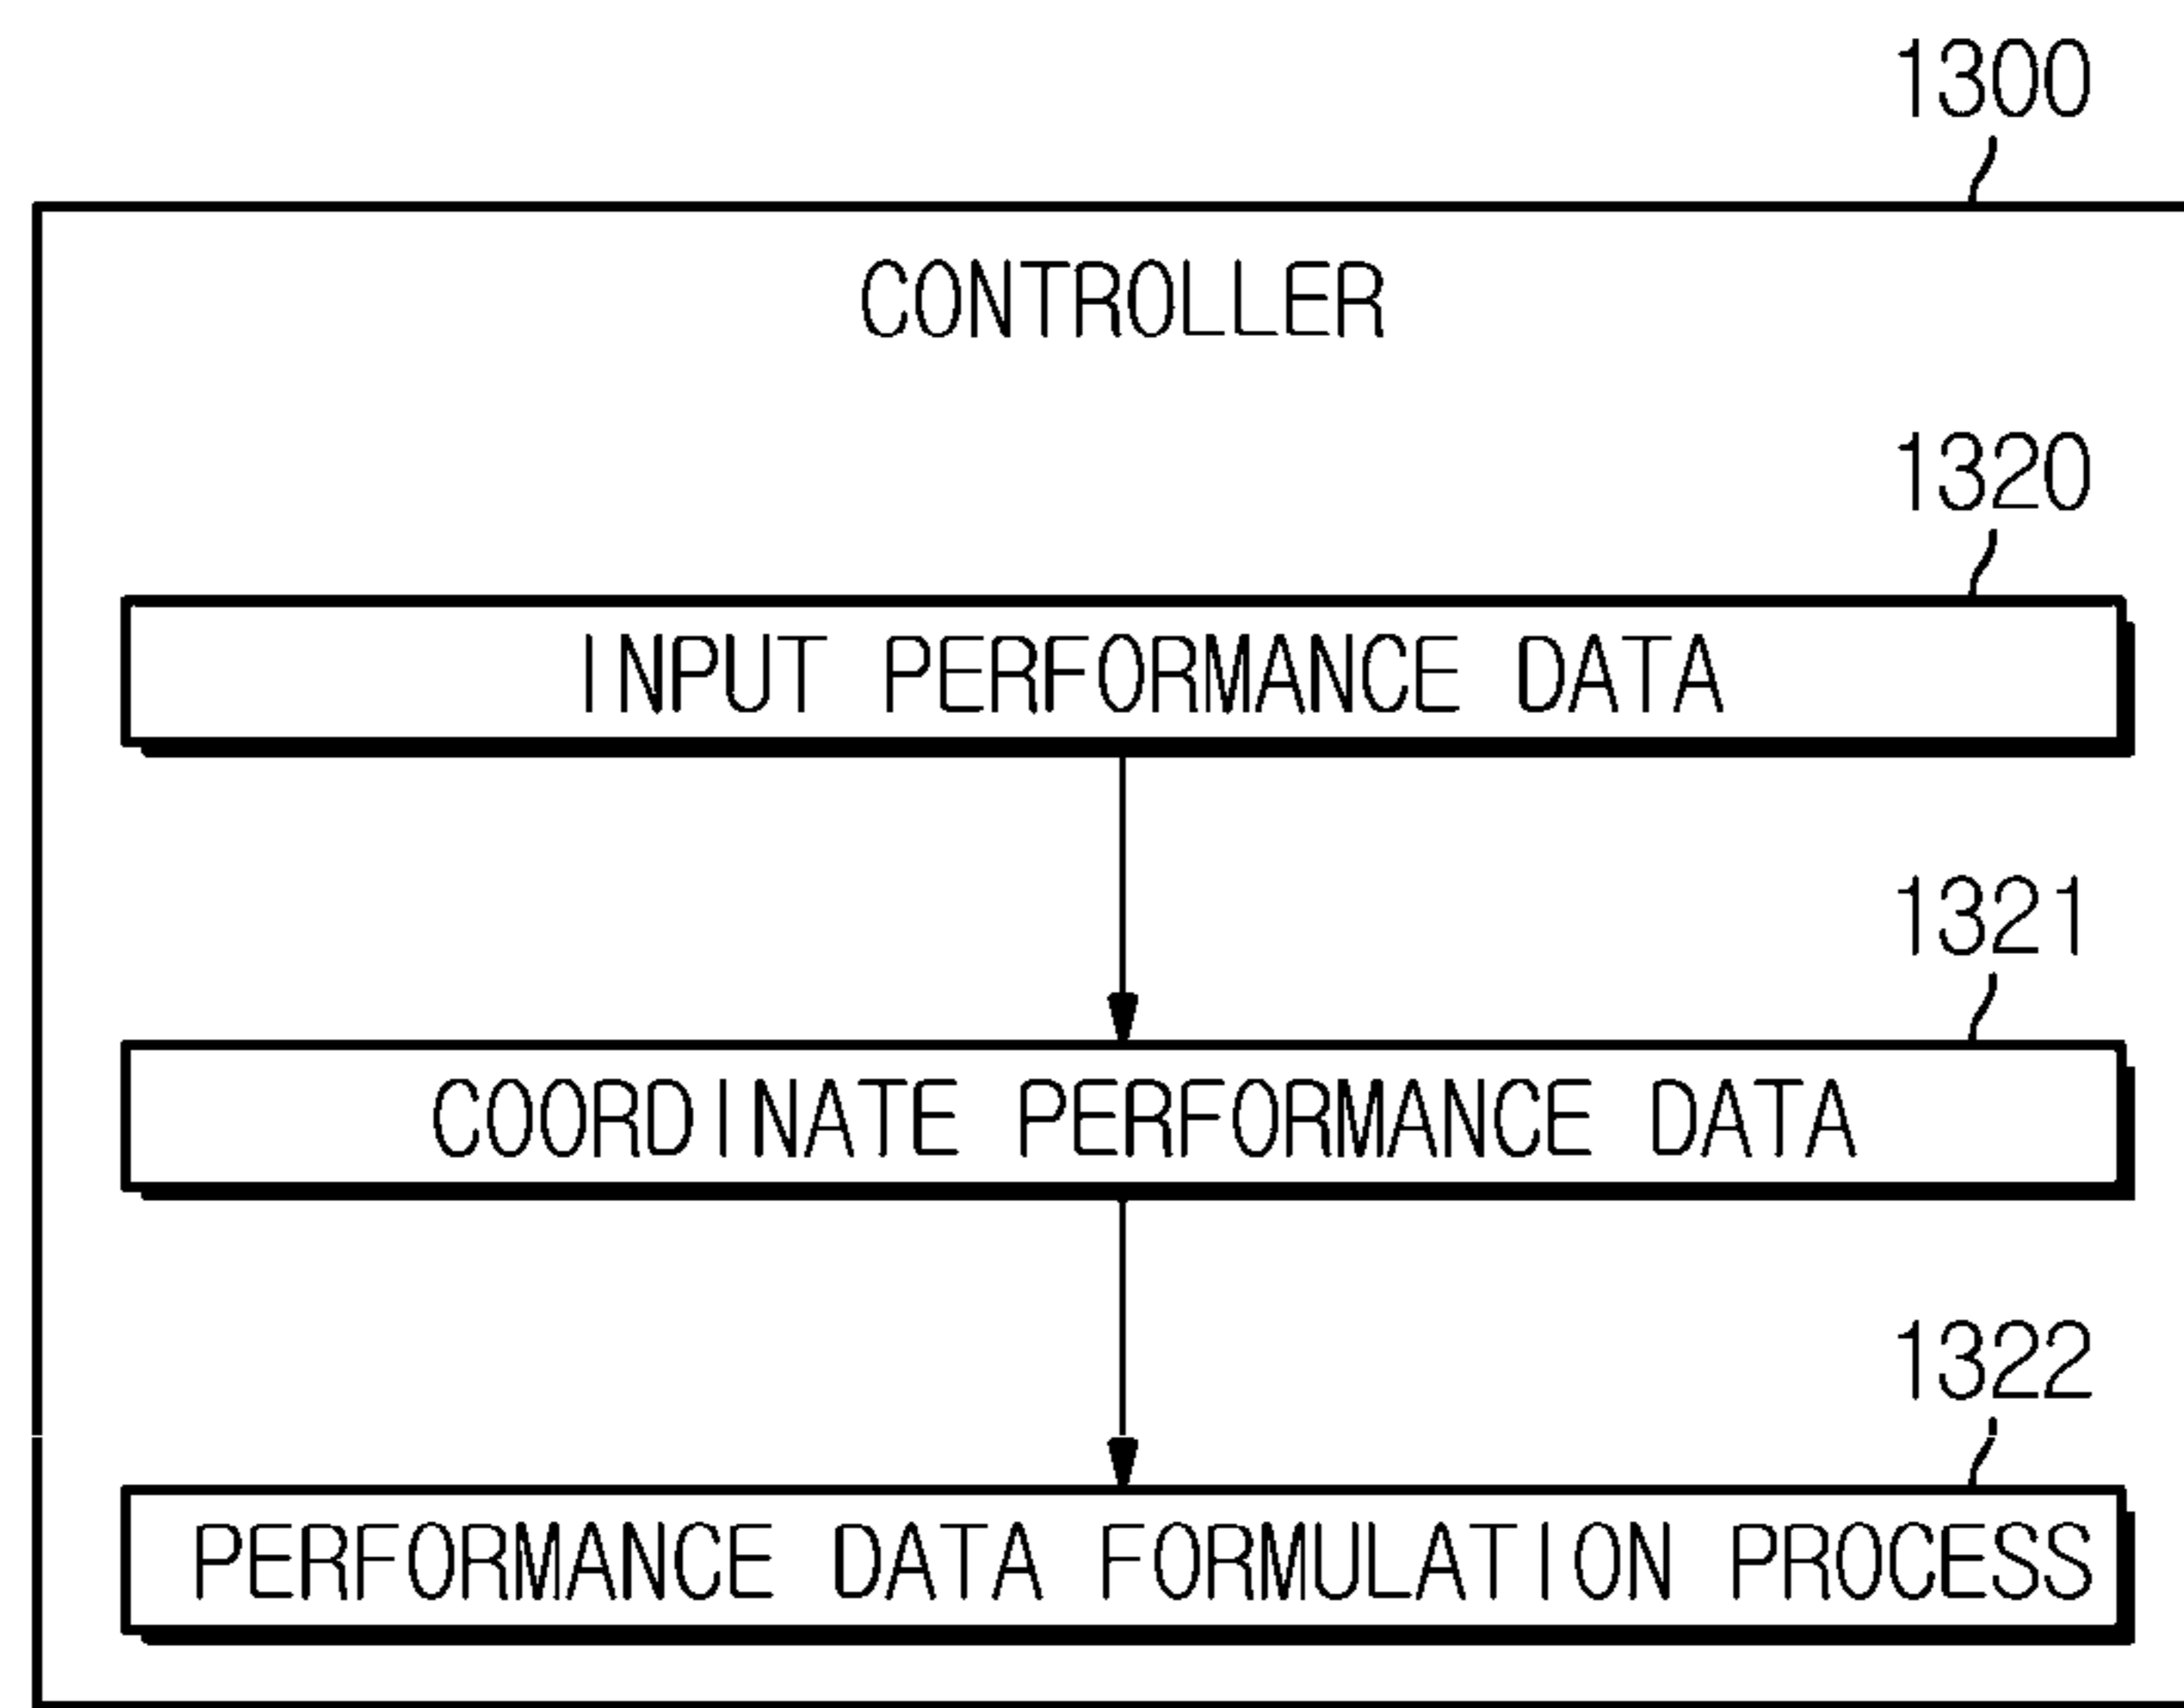 1300
CONTROLLER
1320
INPUT PERFORMANCE DATA
1321
COORDINATE PERFORMANCE DATA
1322
PERFORMANCE DATA FORMULATION PROCESS